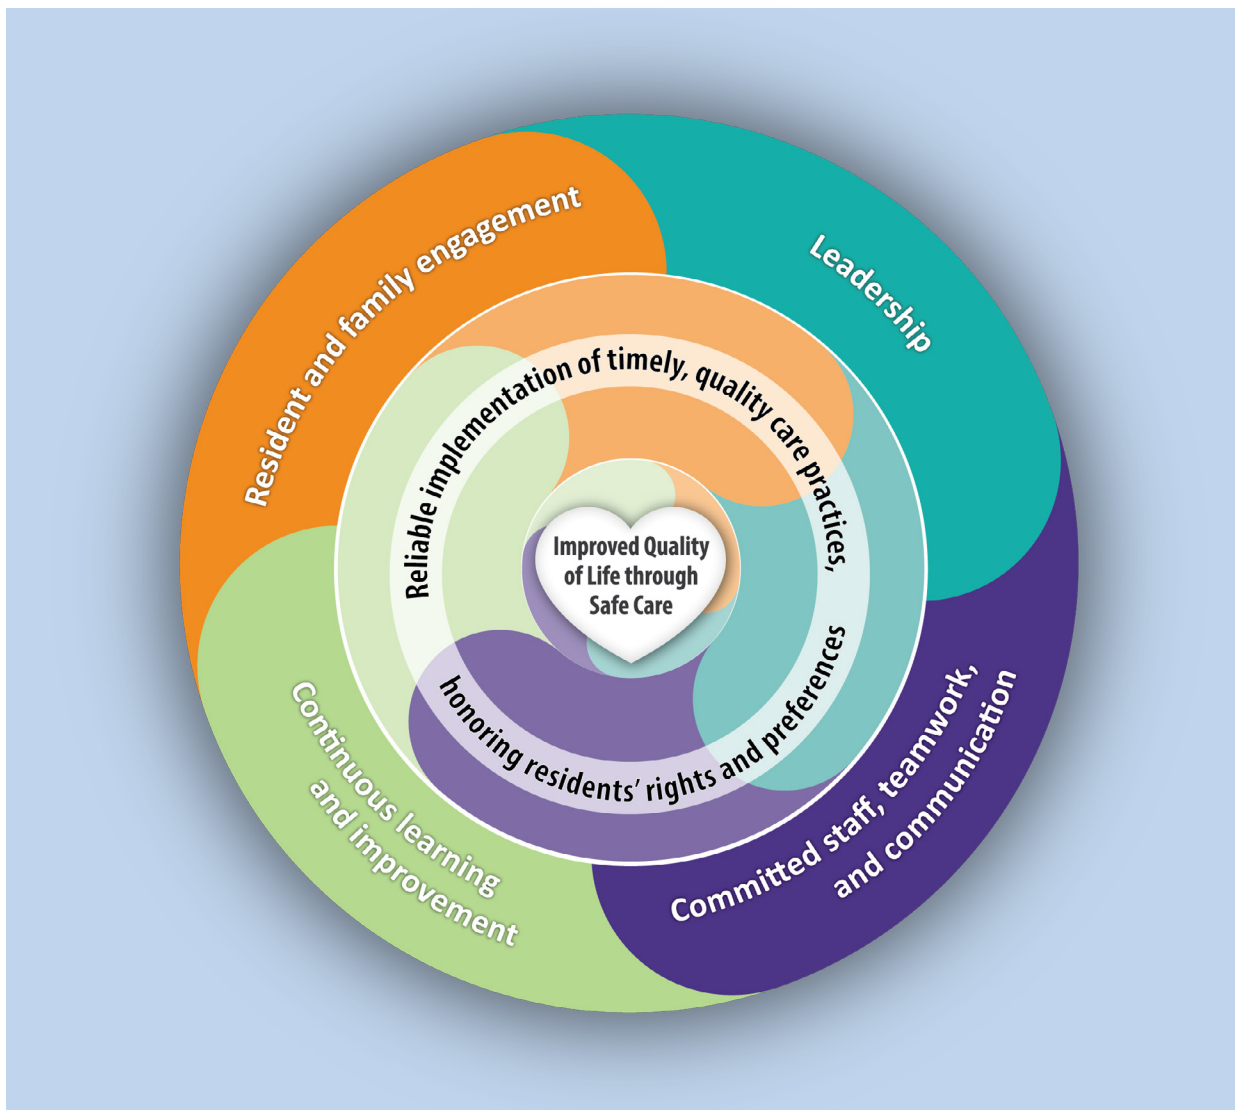 Resident and family engagement
Leadership
Committed staff, teamwork,
and communication
Continuous learning
and improvement
Reliable implementation of timely, quality care practices,
honoring residents’ rights and preferences
Improved Quality
of Life through
Safe Care